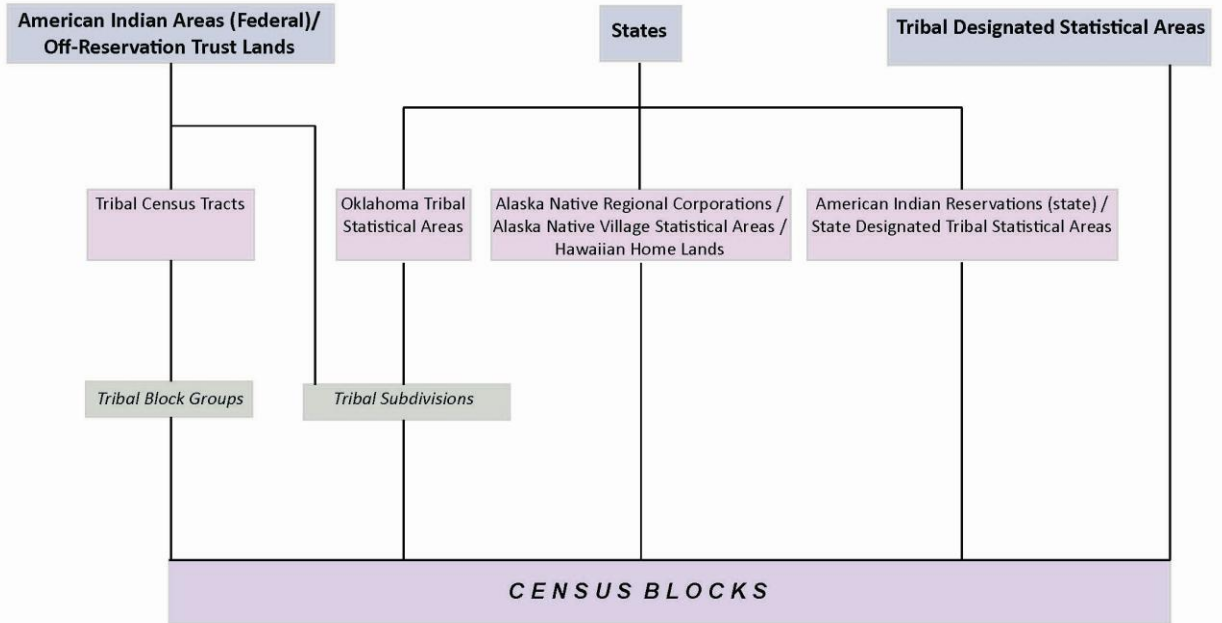 American Indian Areas (Federal)/
Off-Reservation Trust Lands
States
Tribal Designated Statistical Areas
Tribal Census Tracts
Oklahoma Tribal
Statistical Areas
Alaska Native Regional Corporations /
Alaska Native Village Statistical Areas /
Hawaiian Home Lands
American Indian Reservations (state) /
State Designated Tribal Statistical Areas
Tribal Block Groups
Tribal Subdivisions
CENSUS BLOCKS